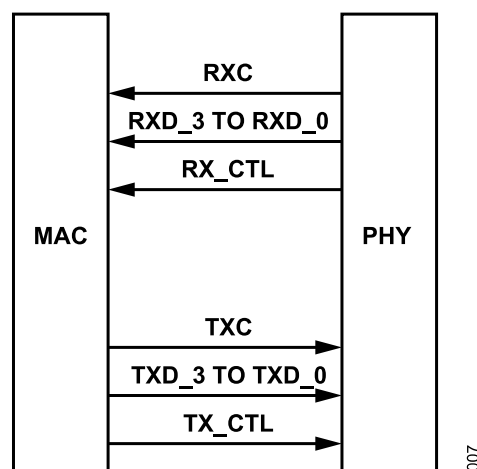 RXC
RXD_3 TO RXD_0
RX_CTL
MAC
PHY
TXC
TXD_3 TO TXD_0
TX_CTL
007